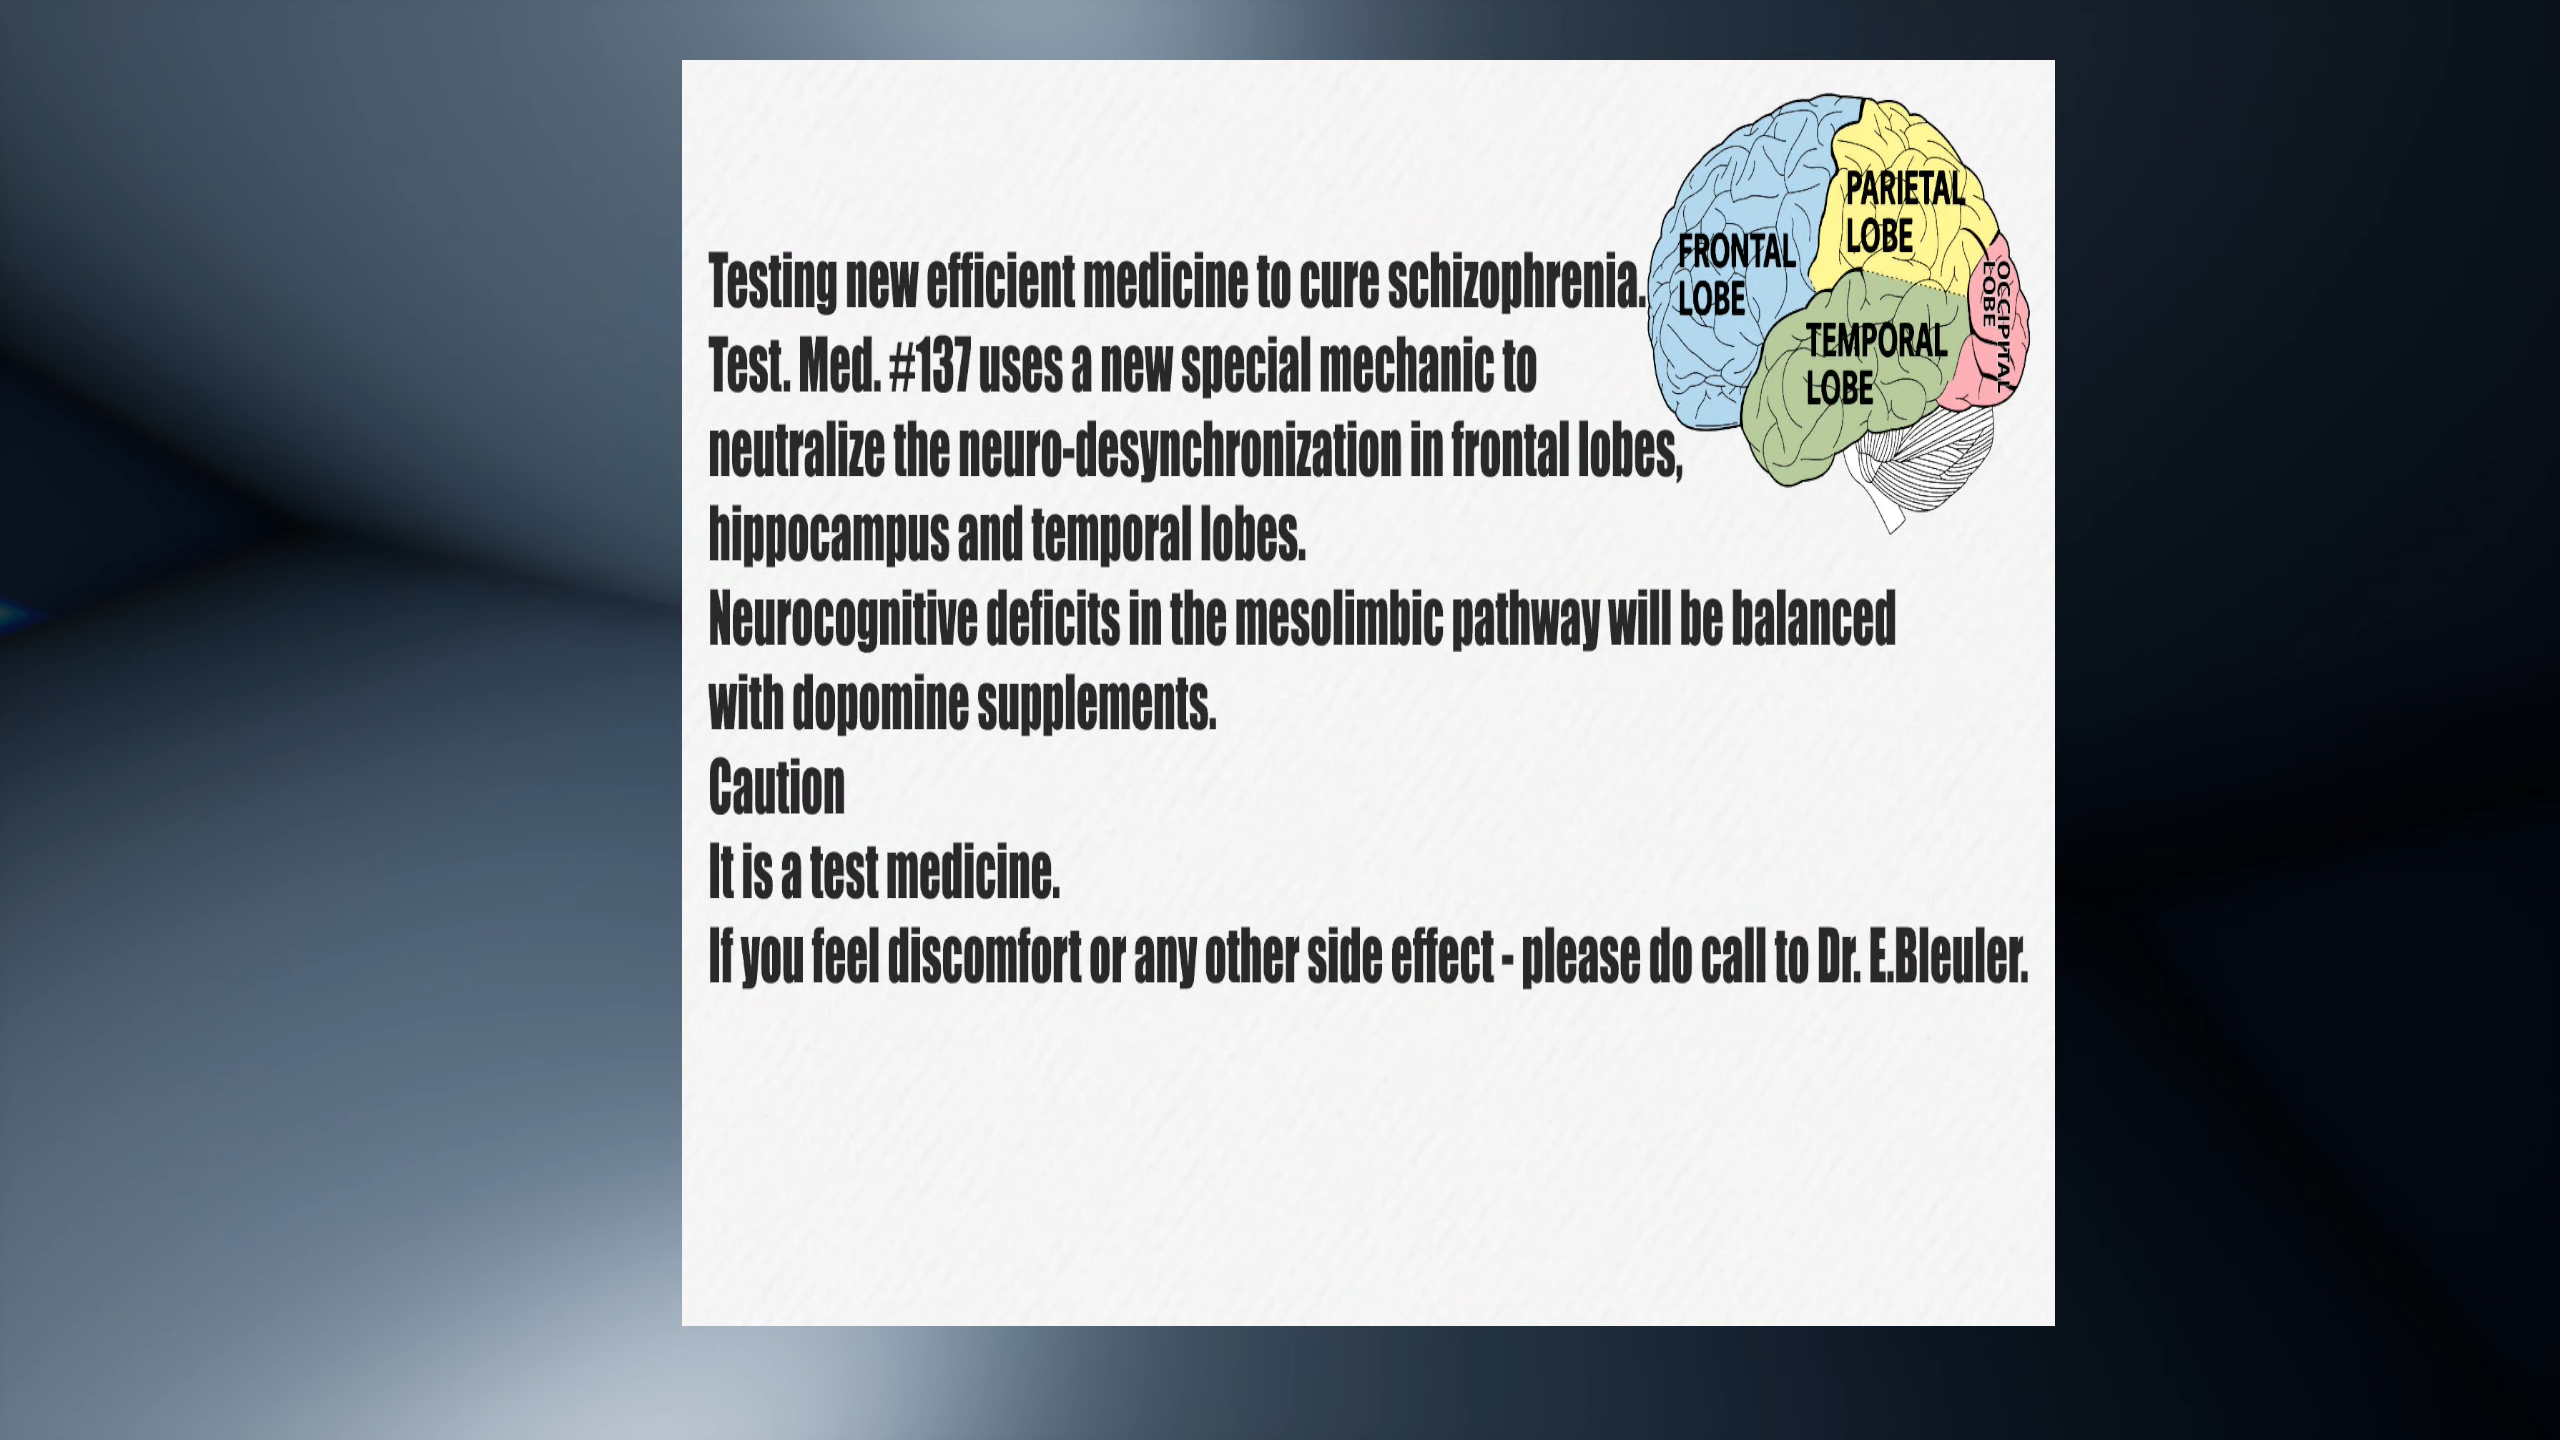 Testing new efficient medicine to cure schizophrenia.
Test. Med. #137 uses a new special mechanic to
neutralize the neuro-desynchronization in frontal lobes,
hippocampus and temporal lobes.
Neurocognitive deficits in the mesolimbic pathway will be balanced
with dopomine supplements.
Caution
It is a test medicine.
If you feel discomfort or any other side effect - please do call to Dr. E.Bleuler.
FRONTAL
LOBE
PARIETAL
LOBE
TEMPORAL
LOBE
OCCIPITAL
LOBE